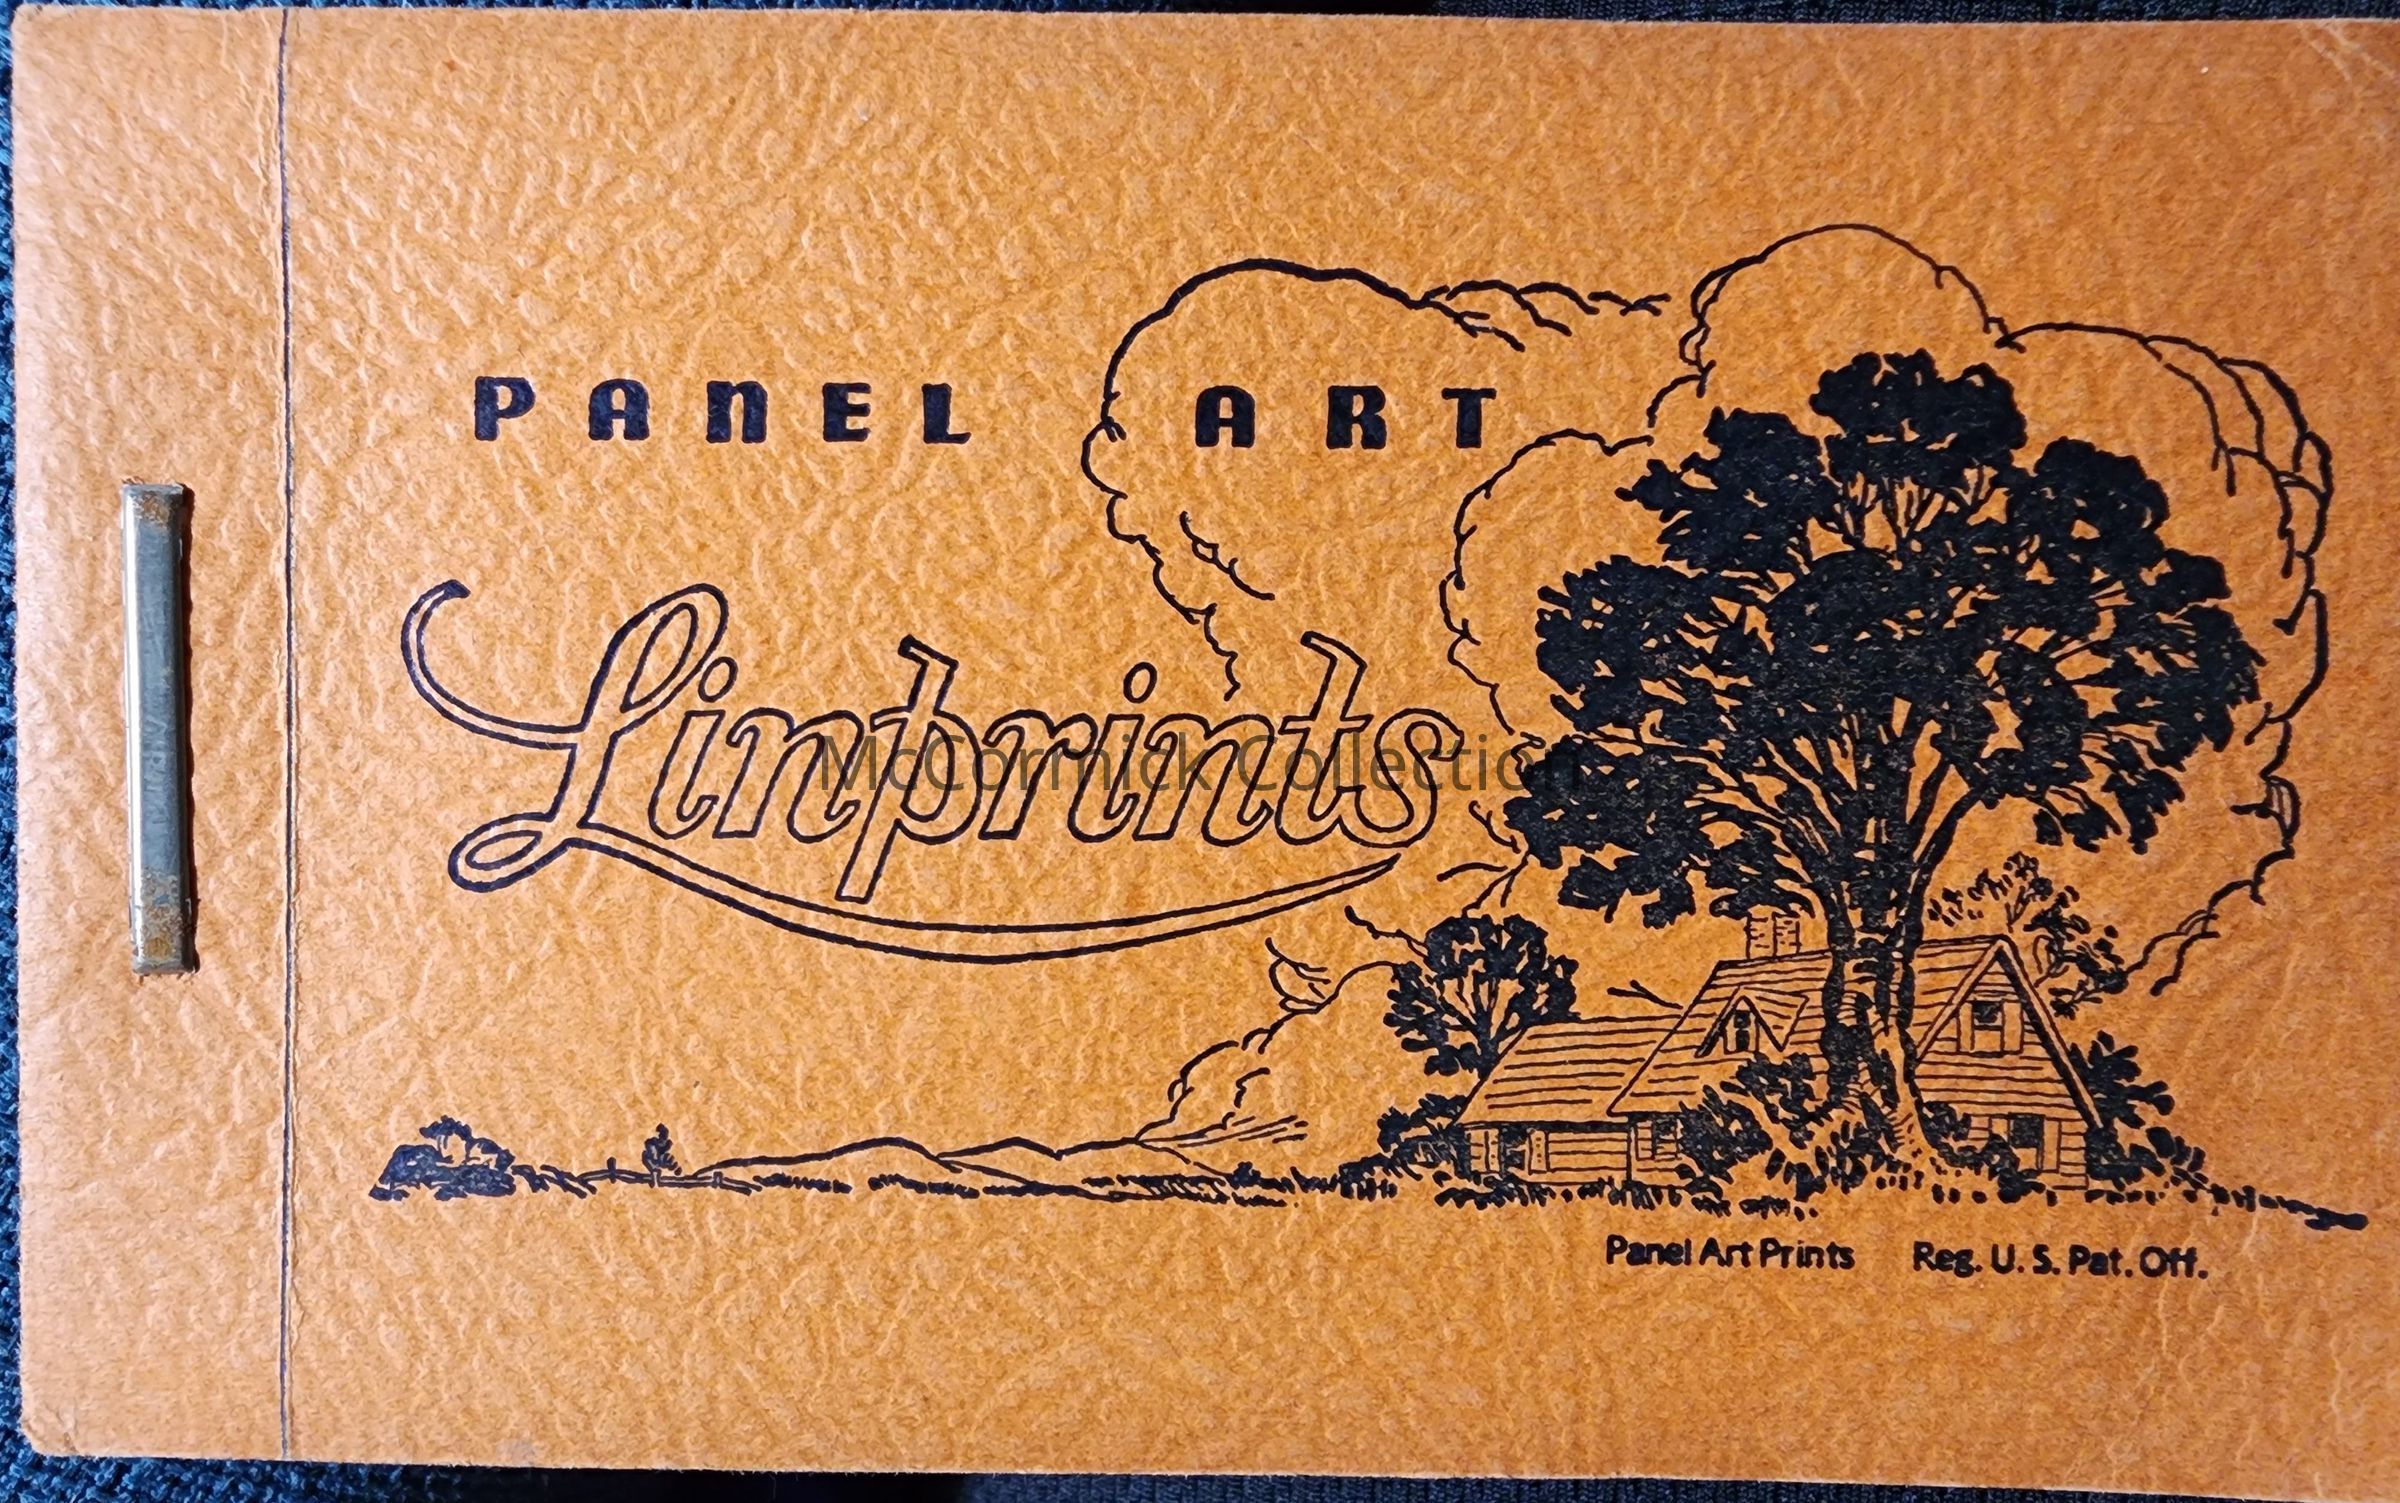 PANEL ART
Linprints
McCormick Collection
Panel Art Prints Reg. U. S. Pat. Off.